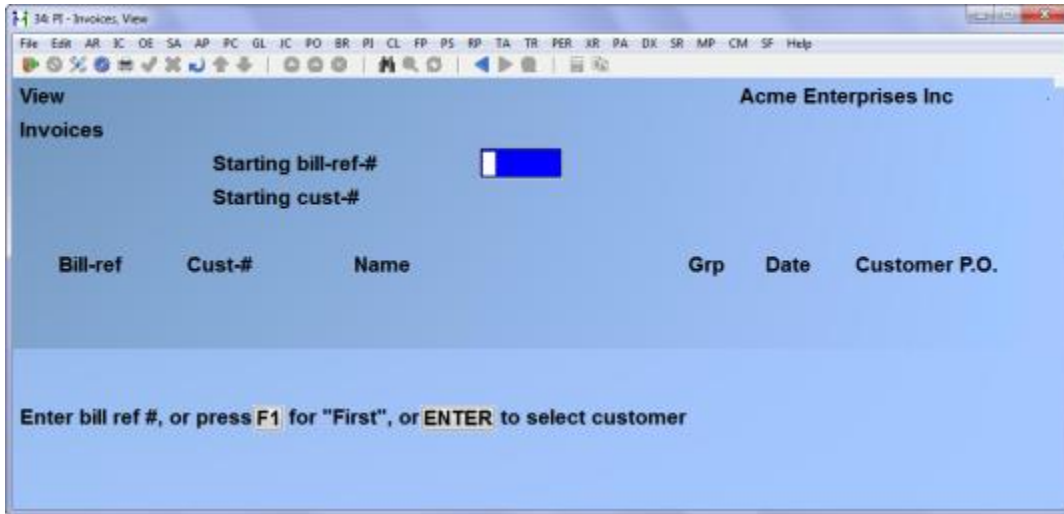 34: PI - Invoices, View
File Edit AR IC OE SA AP PC GL JC PO BR PJ CL FP PS RP TA TR PER XR PA DX SR MP CM SF Help
View Acme Enterprises Inc
Invoices
Starting bill-ref-#
Starting cust-#
Bill-ref Cust-# Name Grp Date Customer P.O.
Enter bill ref #, or press F1 for "First", or ENTER to select customer